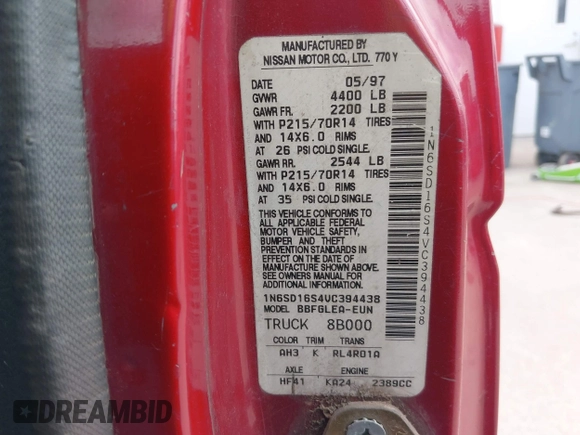 MANUFACTURED BY
NISSAN MOTOR CO., LTD. 770 Y
DATE 05/97
GVWR 4400 LB
GAWR FR. 2200 LB
WITH P215/70R14 TIRES
AND 14X6.0 RIMS
AT 26 PSI COLD SINGLE.
GAWR RR. 2544 LB
WITH P215/70R14 TIRES
AND 14X6.0 RIMS
AT 35 PSI COLD SINGLE.
THIS VEHICLE CONFORMS TO
ALL APPLICABLE FEDERAL
MOTOR VEHICLE SAFETY,
BUMPER AND THEFT
PREVENTION STANDARDS IN
EFFECT ON THE DATE OF
MANUFACTURE SHOWN ABOVE.
SEE OWNERS MANUAL FOR
ADDITIONAL INFORMATION.
1N6SD16S4VC394438
MODEL BBFGLEA-EUN
TRUCK 8B000
COLOR TRIM TRANS
AH3 K RL4R01A
AXLE ENGINE
HF41 KA24 2389CC
1N6SD16S4VC394438
DREAMBID